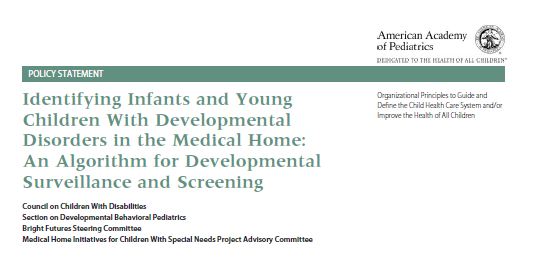 American Academy
of Pediatrics
DEDICATED TO THE HEALTH OF ALL CHILDREN®
POLICY STATEMENT
Identifying Infants and Young
Children With Developmental
Disorders in the Medical Home:
An Algorithm for Developmental
Surveillance and Screening
Organizational Principles to Guide and
Define the Child Health Care System and/or
Improve the Health of All Children
Council on Children With Disabilities
Section on Developmental Behavioral Pediatrics
Bright Futures Steering Committee
Medical Home Initiatives for Children With Special Needs Project Advisory Committee